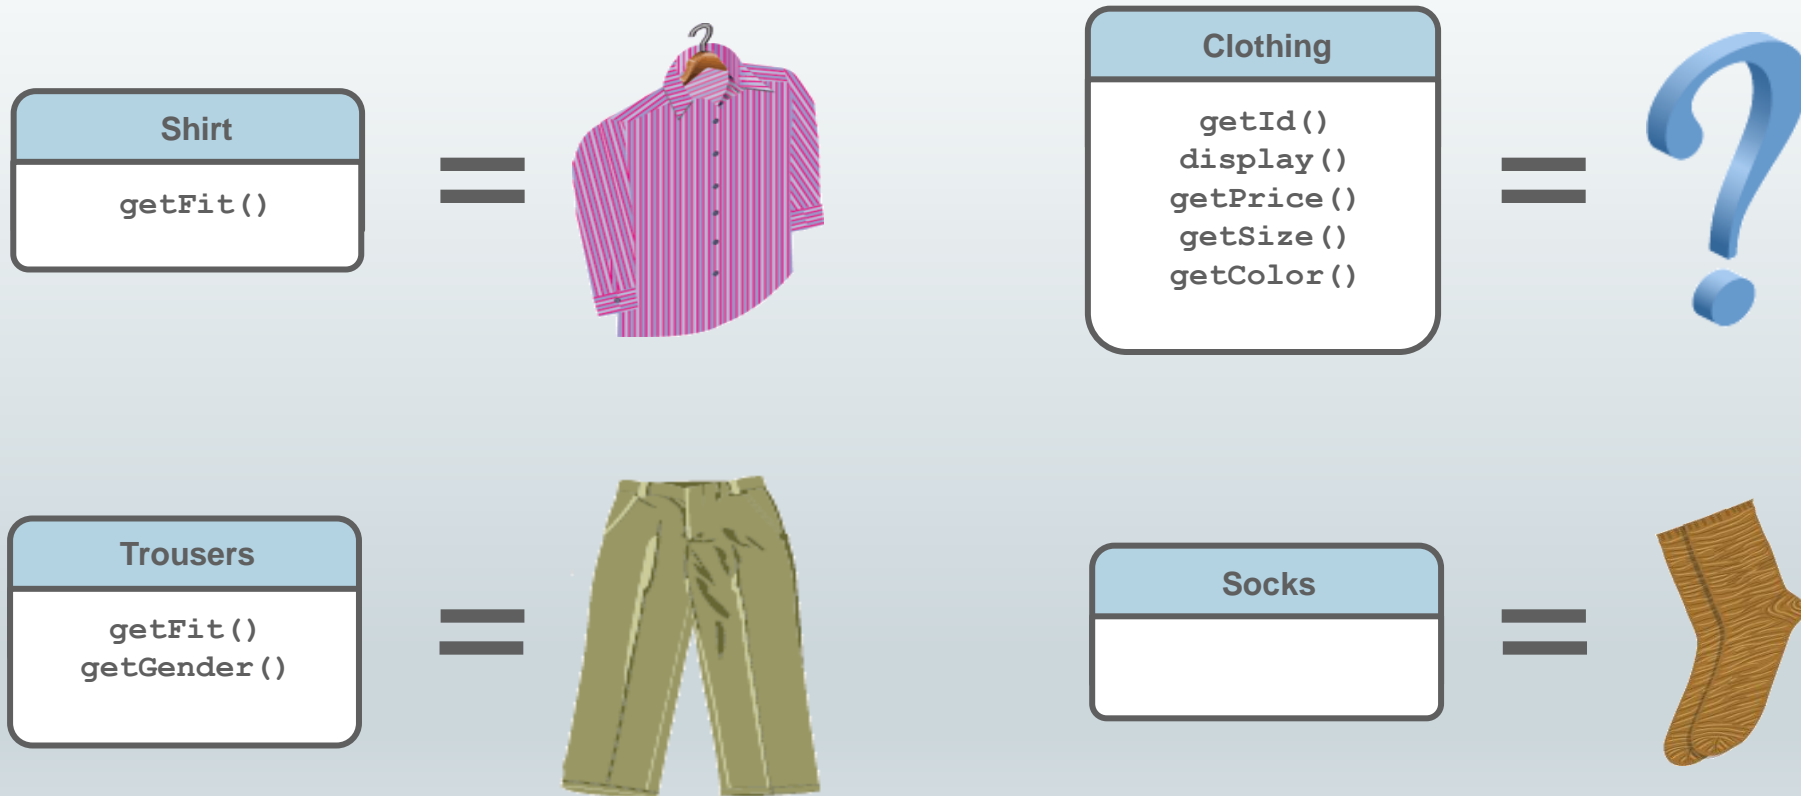 Shirt
getFit()
Clothing
getId()
display()
getPrice()
getSize()
getColor()
Trousers
getFit()
getGender()
Socks